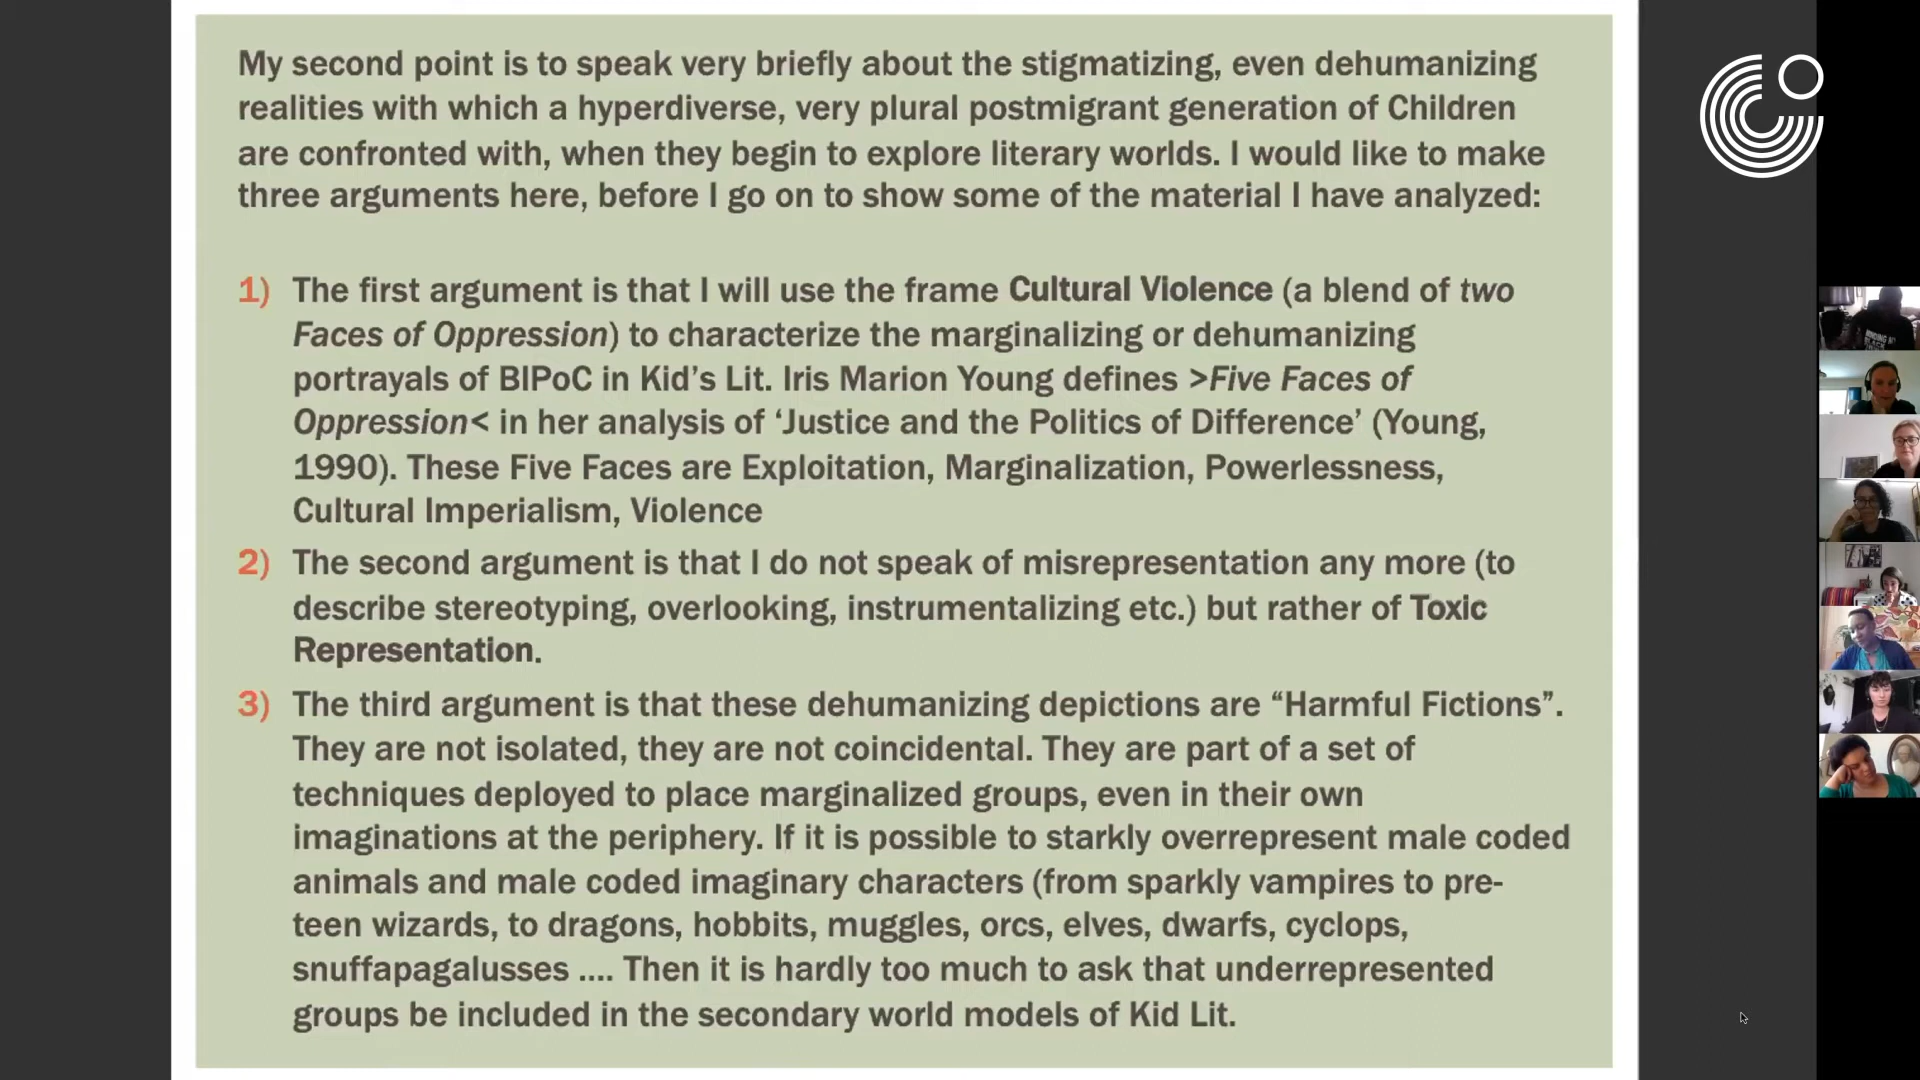 My second point is to speak very briefly about the stigmatizing, even dehumanizing
realities with which a hyperdiverse, very plural postmigrant generation of Children
are confronted with, when they begin to explore literary worlds. I would like to make
three arguments here, before I go on to show some of the material I have analyzed:
1) The first argument is that I will use the frame Cultural Violence (a blend of two
Faces of Oppression) to characterize the marginalizing or dehumanizing
portrayals of BIPoC in Kid's Lit. Iris Marion Young defines >Five Faces of
Oppression< in her analysis of ‘Justice and the Politics of Difference’ (Young,
1990). These Five Faces are Exploitation, Marginalization, Powerlessness,
Cultural Imperialism, Violence
2) The second argument is that I do not speak of misrepresentation any more (to
describe stereotyping, overlooking, instrumentalizing etc.) but rather of Toxic
Representation.
3) The third argument is that these dehumanizing depictions are “Harmful Fictions”.
They are not isolated, they are not coincidental. They are part of a set of
techniques deployed to place marginalized groups, even in their own
imaginations at the periphery. If it is possible to starkly overrepresent male coded
animals and male coded imaginary characters (from sparkly vampires to pre-
teen wizards, to dragons, hobbits, muggles, orcs, elves, dwarfs, cyclops,
snuffapagalusses .... Then it is hardly too much to ask that underrepresented
groups be included in the secondary world models of Kid Lit.